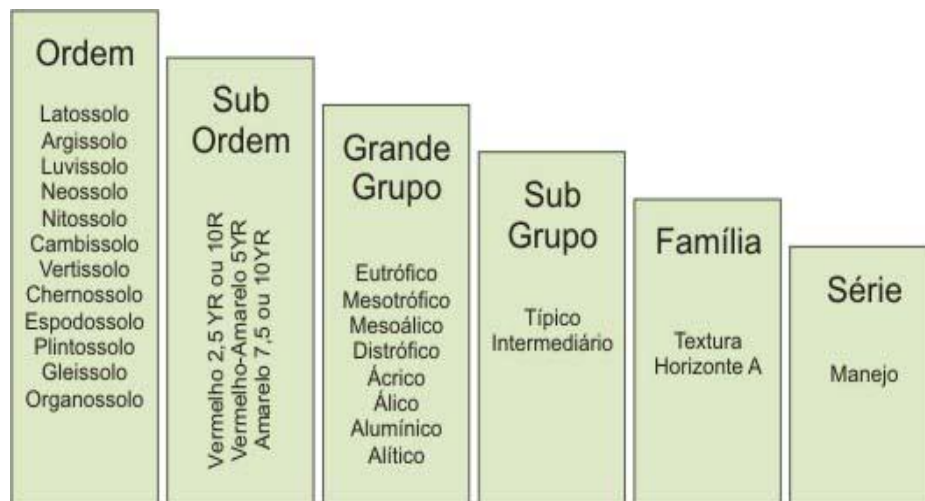 Ordem
Latossolo
Argissolo
Luvissolo
Neossolo
Nitossolo
Cambissolo
Vertissolo
Chernossolo
Espodossolo
Plintossolo
Gleissolo
Organossolo
Sub
Ordem
Vermelho 2,5 YR ou 10R
Vermelho-Amarelo 5YR
Amarelo 7,5 ou 10YR
Grande
Grupo
Eutrófico
Mesotrófico
Mesoálico
Distrófico
Ácrico
Álico
Alumínico
Alítico
Sub
Grupo
Típico
Intermediário
Família
Textura
Horizonte A
Série
Manejo